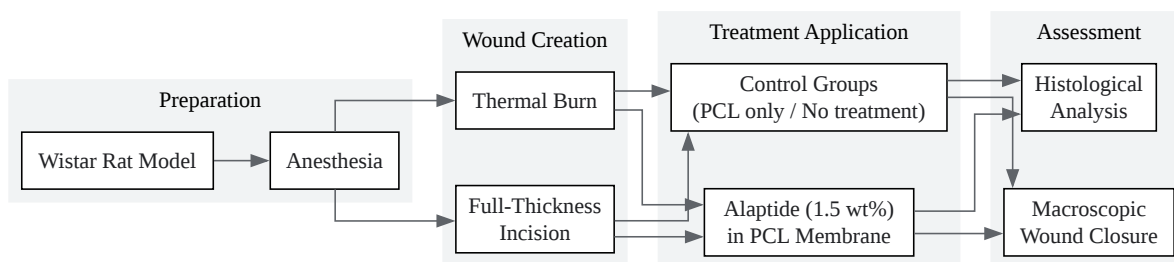 Preparation
Wistar Rat Model
Anesthesia
Wound Creation
Thermal Burn
Full-Thickness
Incision
Treatment Application
Control Groups
(PCL only / No treatment)
Alaptide (1.5 wt%)
in PCL Membrane
Assessment
Histological
Analysis
Macroscopic
Wound Closure